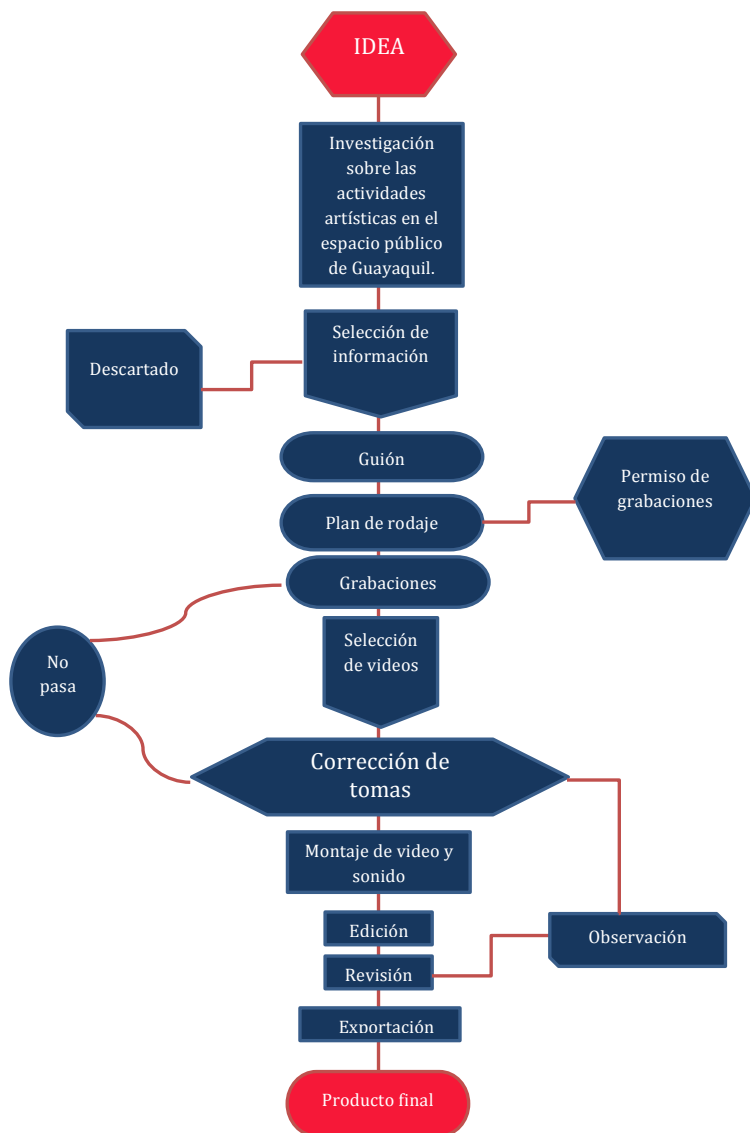 IDEA
Investigación
sobre las
actividades
artísticas en el
espacio público
de Guayaquil.
Selección de
información
Descartado
Guión
Permiso de
grabaciones
Plan de rodaje
Grabaciones
Selección
de videos
No
pasa
Corrección de
tomas
Montaje de video y
sonido
Edición
Observación
Revisión
Exportación
Producto final